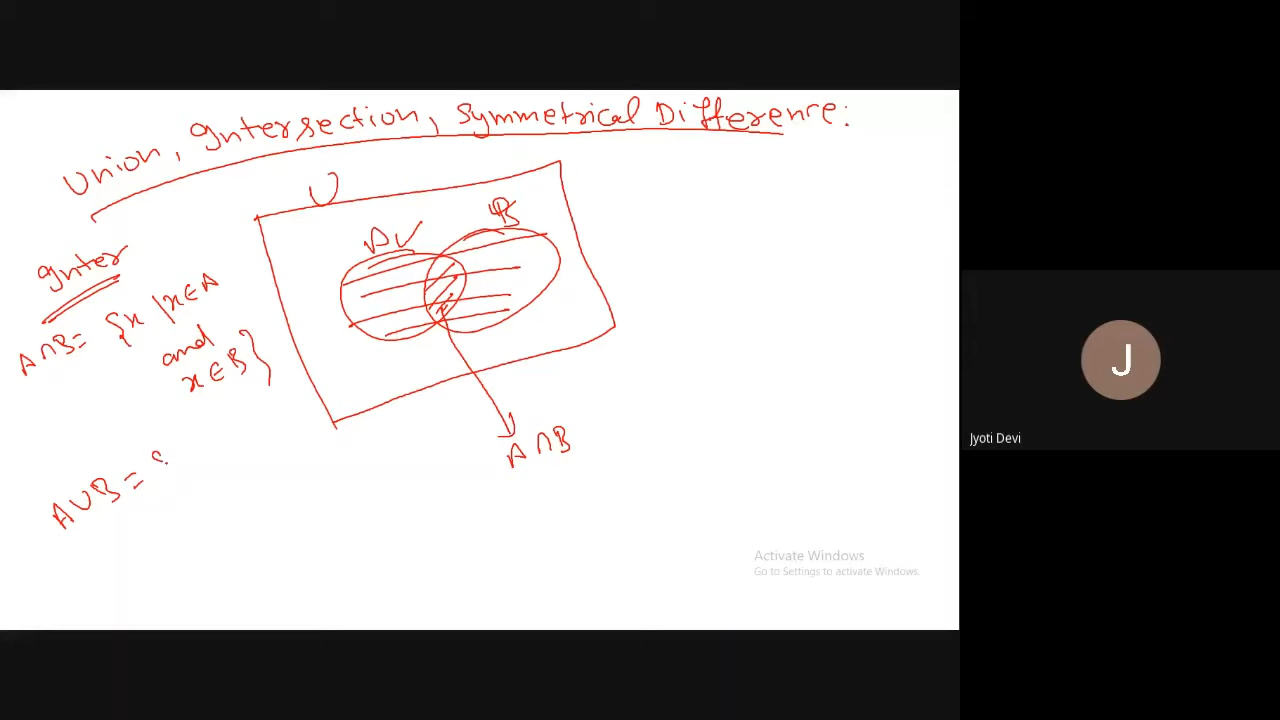 Union, Intersection, Symmetrical Difference:
U
A
B
Inter
A∩B= {x | x∈A
and
x∈B}
A∩B
A∪B =
Jyoti Devi
J
Activate Windows
Go to Settings to activate Windows.